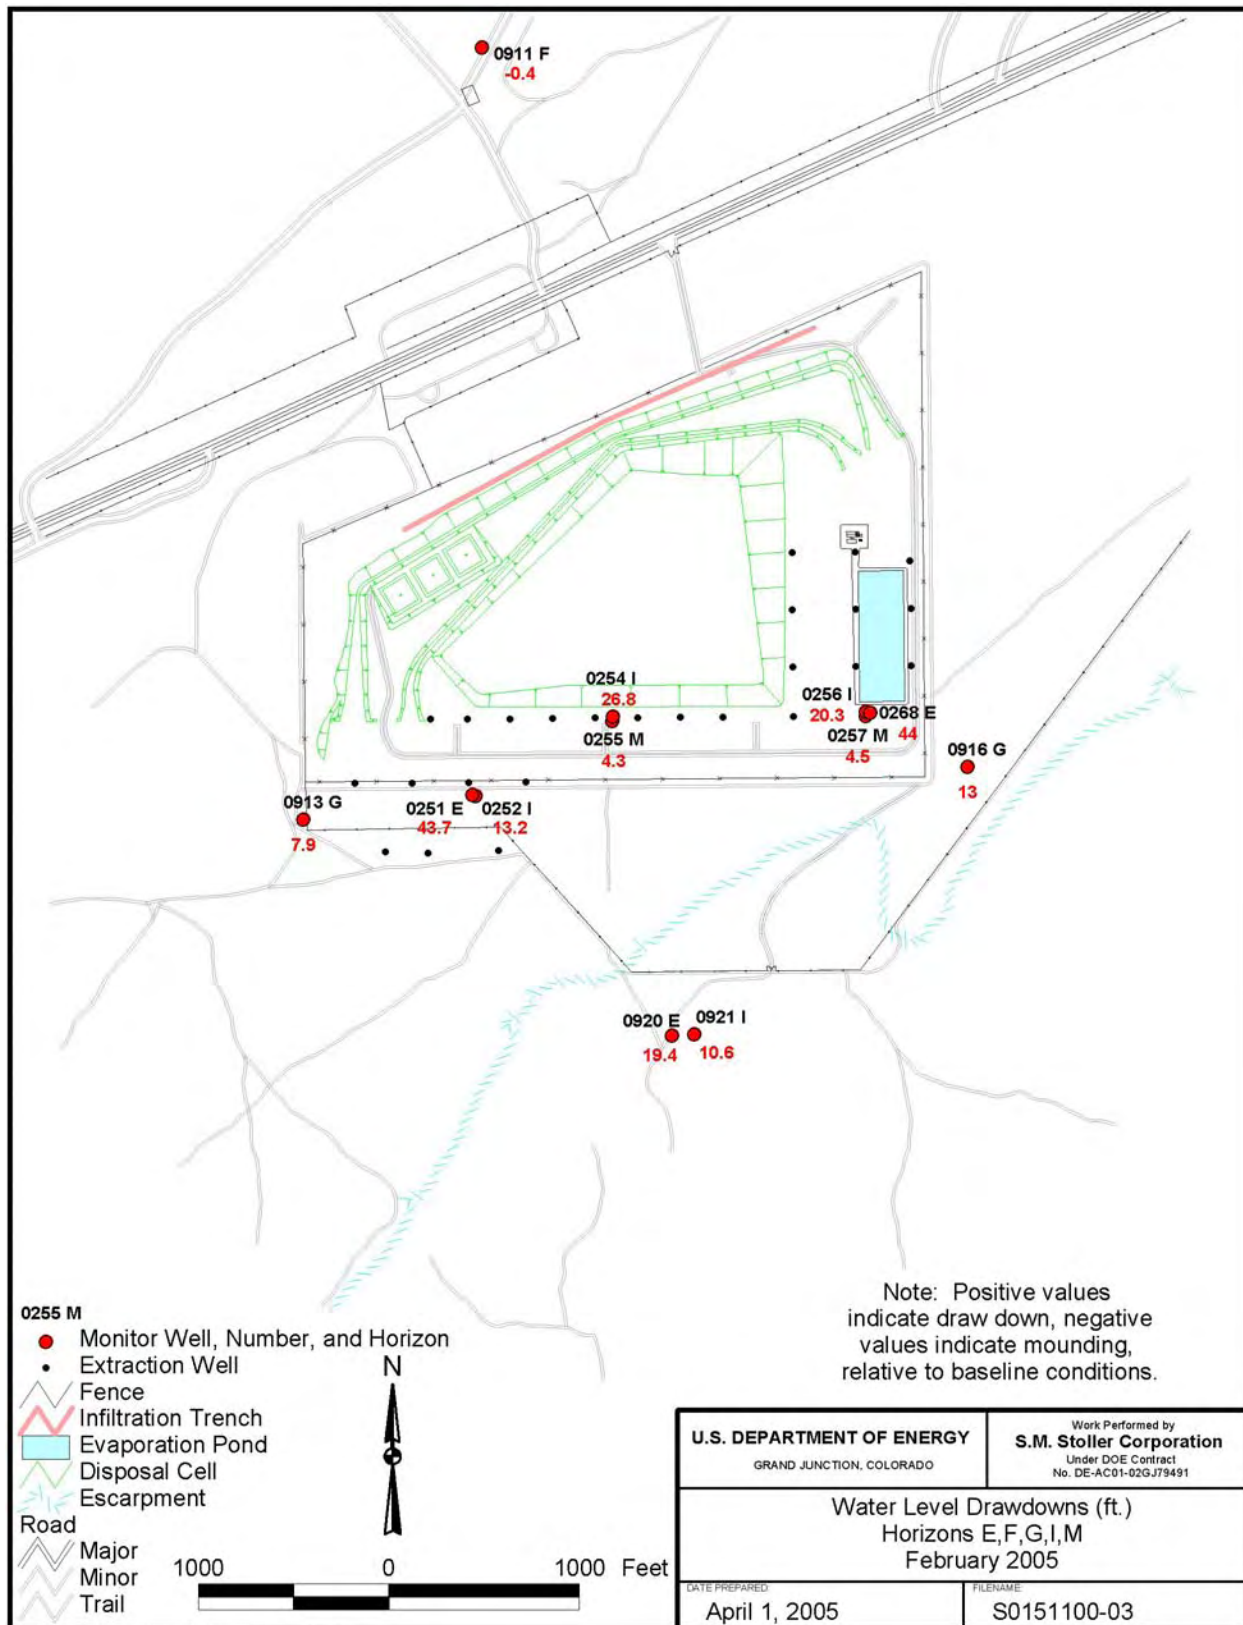 0911 F
-0.4
0254 I
26.8
0256 I
20.3
0268 E
44
0255 M
4.3
0257 M
4.5
0916 G
13
0913 G
7.9
0251 E
43.7
0252 I
13.2
0920 E
19.4
0921 I
10.6
Note: Positive values
indicate draw down, negative
values indicate mounding,
relative to baseline conditions.
0255 M
Monitor Well, Number, and Horizon
Extraction Well
Fence
Infiltration Trench
Evaporation Pond
Disposal Cell
Escarpment
Road
Major
Minor
Trail
N
1000 0 1000 Feet
U.S. DEPARTMENT OF ENERGY
GRAND JUNCTION, COLORADO
Work Performed by
S.M. Stoller Corporation
Under DOE Contract
No. DE-AC01-02GJ79491
Water Level Drawdowns (ft.)
Horizons E,F,G,I,M
February 2005
DATE PREPARED:
April 1, 2005
FILENAME:
S0151100-03